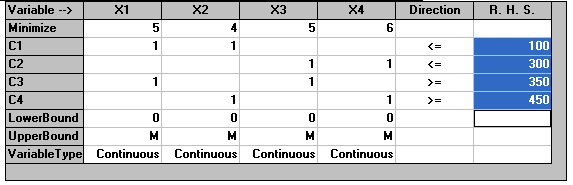 Variable --> X1 X2 X3 X4 Direction R. H. S.
Minimize 5 4 5 6
C1 1 1 <= 100
C2 1 1 <= 300
C3 1 1 >= 350
C4 1 1 >= 450
LowerBound 0 0 0 0
UpperBound M M M M
VariableType Continuous Continuous Continuous Continuous